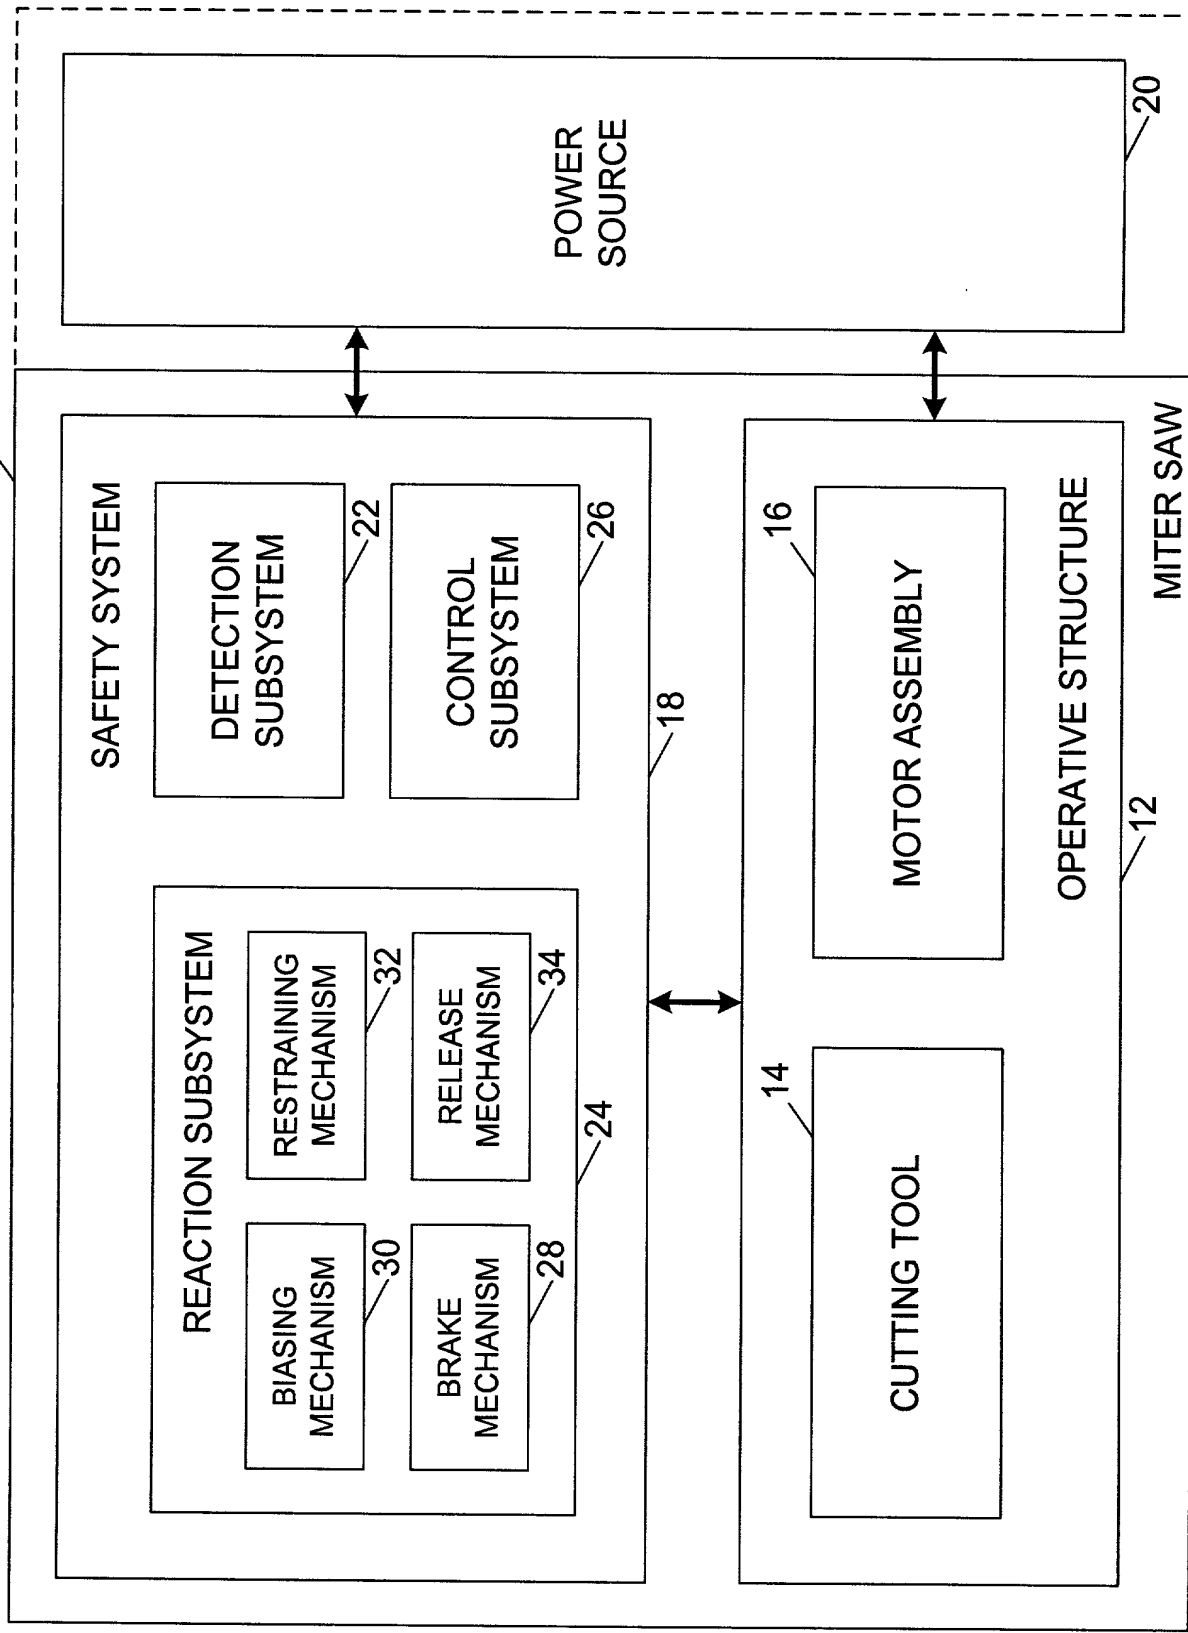 SAFETY SYSTEM
REACTION SUBSYSTEM
BIASING
MECHANISM
30
RESTRAINING
MECHANISM
32
BRAKE
MECHANISM
28
RELEASE
MECHANISM
34
24
DETECTION
SUBSYSTEM
22
CONTROL
SUBSYSTEM
26
18
14
CUTTING TOOL
16
MOTOR ASSEMBLY
OPERATIVE STRUCTURE
12
MITER SAW
POWER
SOURCE
20